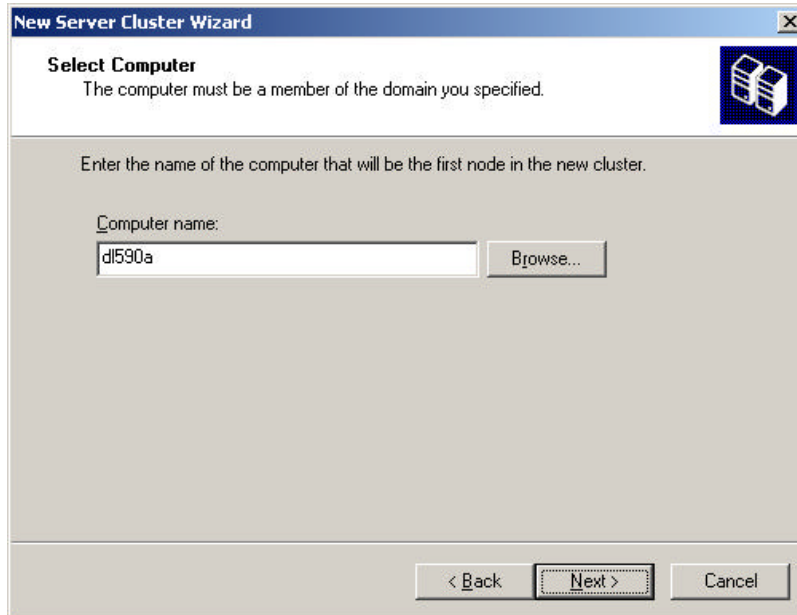 New Server Cluster Wizard
Select Computer
The computer must be a member of the domain you specified.
Enter the name of the computer that will be the first node in the new cluster.
Computer name:
dl590a
Browse...
< Back
Next >
Cancel